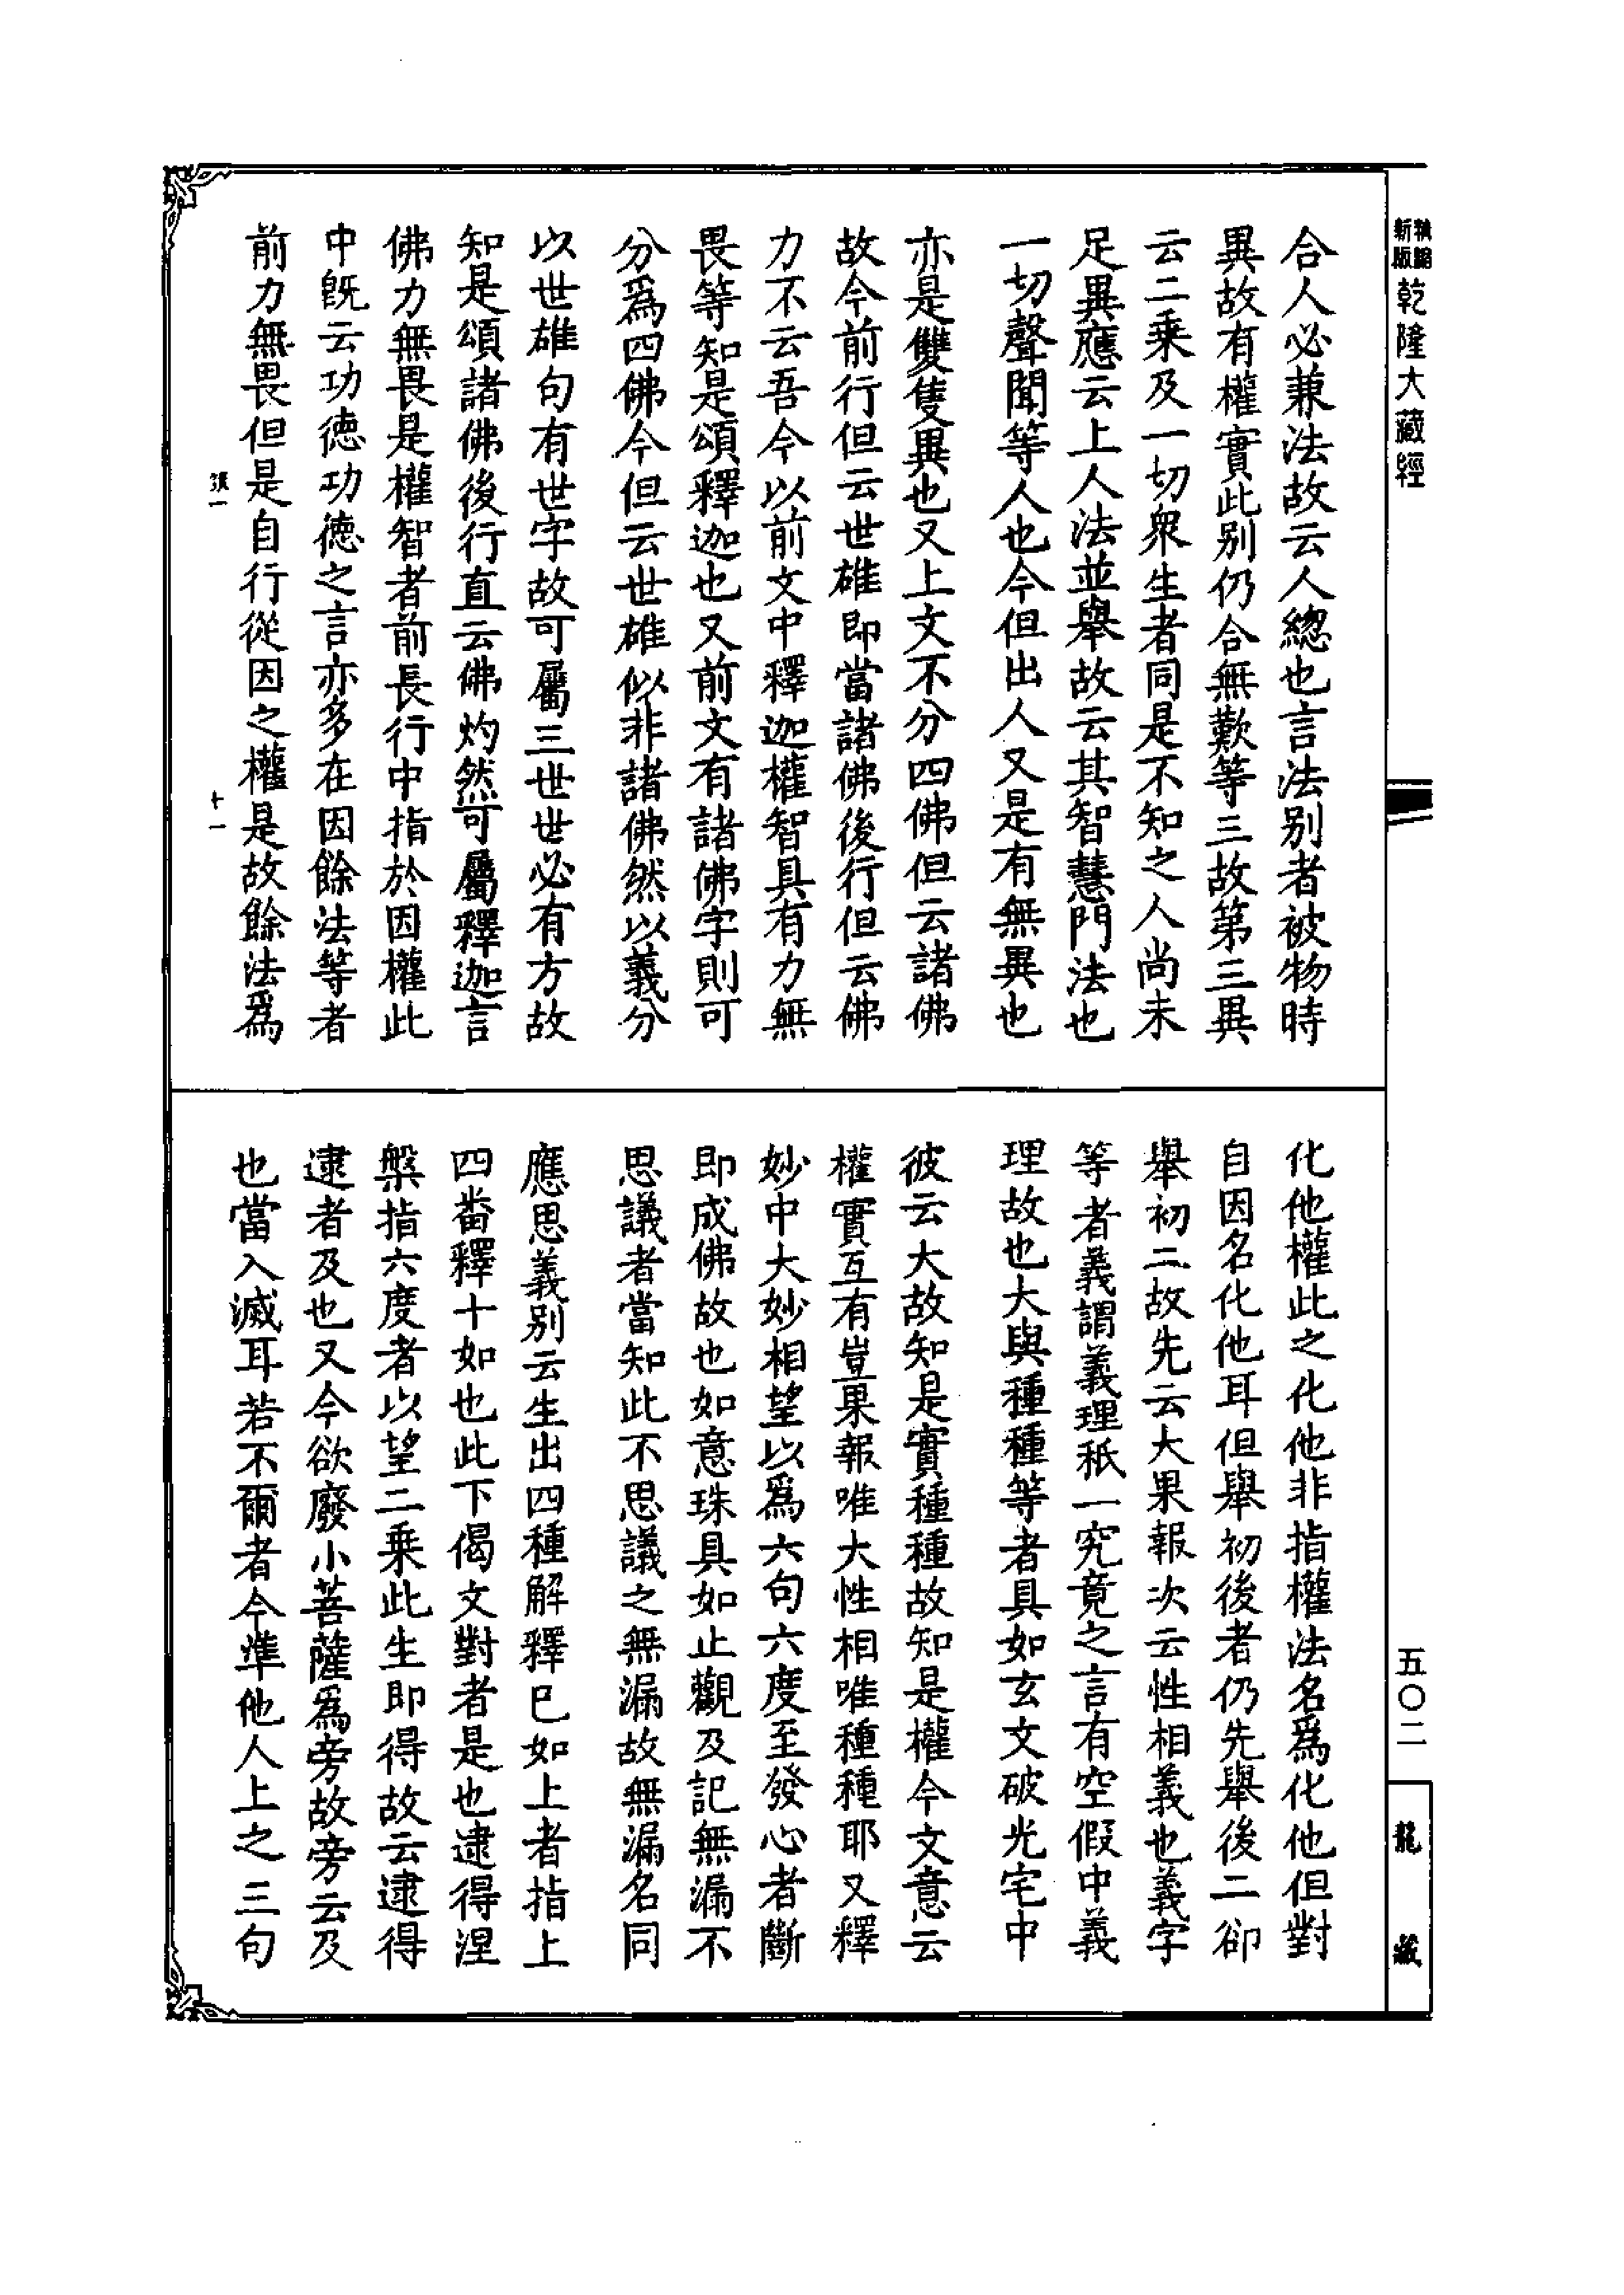 新版
乾隆大藏經
合人必兼法故云人總也言法別者被物時
異故有權實此別仍合無歎等三故第三異
云二乘及一切眾生者同是不知之人尚未
足異應云上人法並舉故云其智慧門法也
一切聲聞等人也今但出人又是有無異也
亦是雙隻異也又上文不分四佛但云諸佛
故今前行但云世雄即當諸佛後行但云佛
力不云吾今以前文中釋迦權智具有力無
畏等知是頌釋迦也又前文有諸佛字則可
分爲四佛今但云世雄似非諸佛然以義分
以世雄句有世字故可屬三世世必有方故
知是頌諸佛後行直云佛灼然可屬釋迦言
佛力無畏是權智者前長行中指於因權此
中既云功德功德之言亦多在因餘法等者
前力無畏但是自行從因之權是故餘法爲
十一
化他權此之化他非指權法名爲化他但對
自因名化他耳但舉初後者仍先舉後二卻
舉初二故先云大果報次云性相義也義字
等者義謂義理秖一究竟之言有空假中義
理故也大與種種等者具如玄文破光宅中
彼云大故知是實種種故知是權今文意云
權實互有豈果報唯大性相唯種種耶又釋
妙中大妙相望以爲六句六度至發心者斷
即成佛故也如意珠具如止觀及記無漏不
思議者當知此不思議之無漏故無漏名同
應思義別云生出四種解釋已如上者指上
四番釋十如也此下偈文對者是也逮得涅
槃指六度者以望二乘此生即得故云逮得
逮者及也又今欲廢小菩薩爲旁故旁云及
也當入滅耳若不爾者今準他人上之三句
五〇二
龍藏